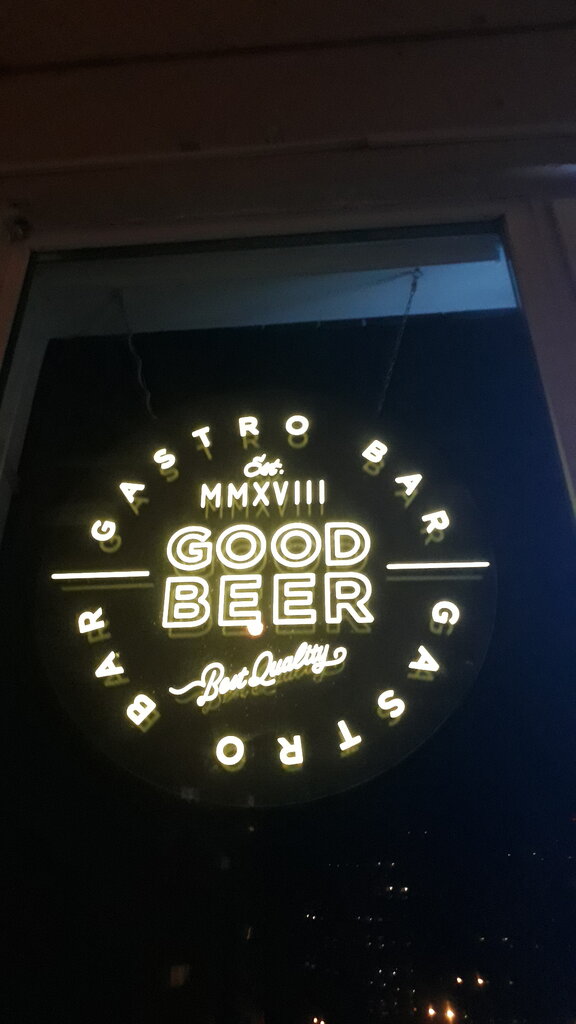 GASTRO BAR
Est.
MMXVIII
GOOD
BEER
Best Quality
GASTRO BAR